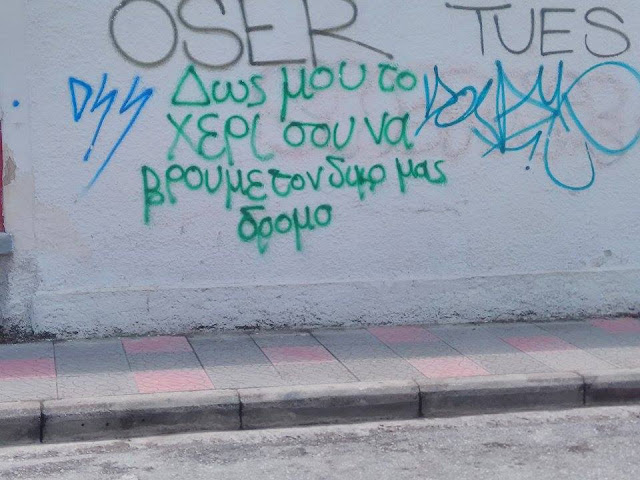 OSER TUES
Δως μου το
χερι σου να
βρουμε τον δικο μας
δρομο